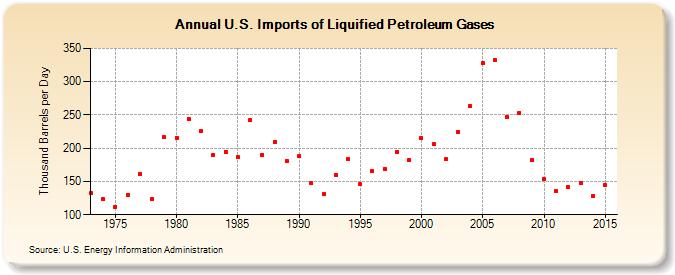 Annual U.S. Imports of Liquified Petroleum Gases
Thousand Barrels per Day
350
300
250
200
150
100
1975 1980 1985 1990 1995 2000 2005 2010 2015
Source: U.S. Energy Information Administration